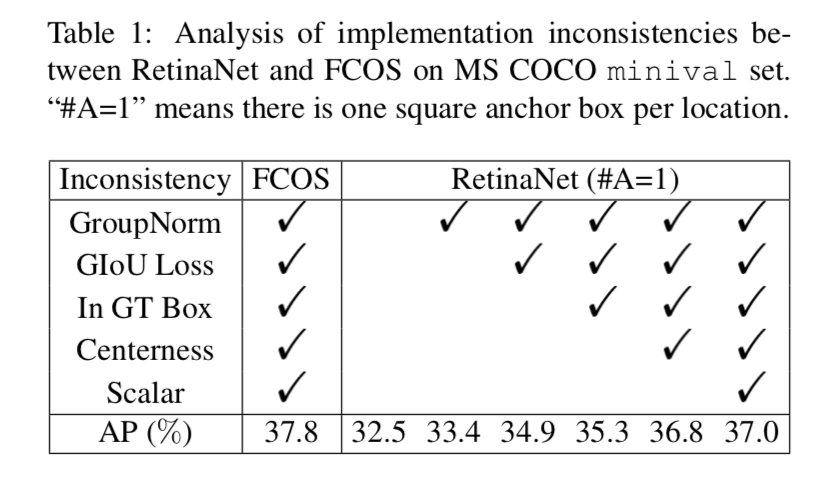 Table 1: Analysis of implementation inconsistencies be-
tween RetinaNet and FCOS on MS COCO minival set.
“#A=1” means there is one square anchor box per location.
Inconsistency FCOS RetinaNet (#A=1)
GroupNorm ✓ ✓ ✓ ✓ ✓ ✓
GIoU Loss ✓ ✓ ✓ ✓ ✓
In GT Box ✓ ✓ ✓ ✓
Centerness ✓ ✓ ✓
Scalar ✓ ✓
AP (%) 37.8 32.5 33.4 34.9 35.3 36.8 37.0